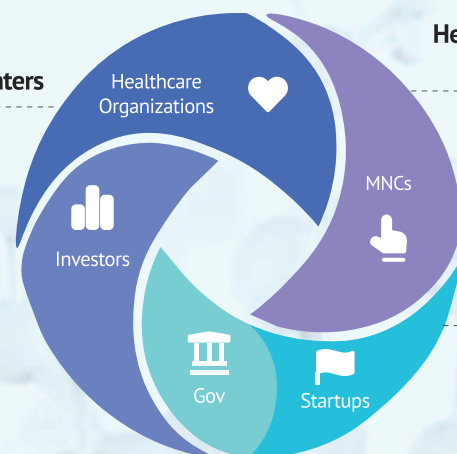 Healthcare
Organizations
MNCs
Investors
Gov
Startups